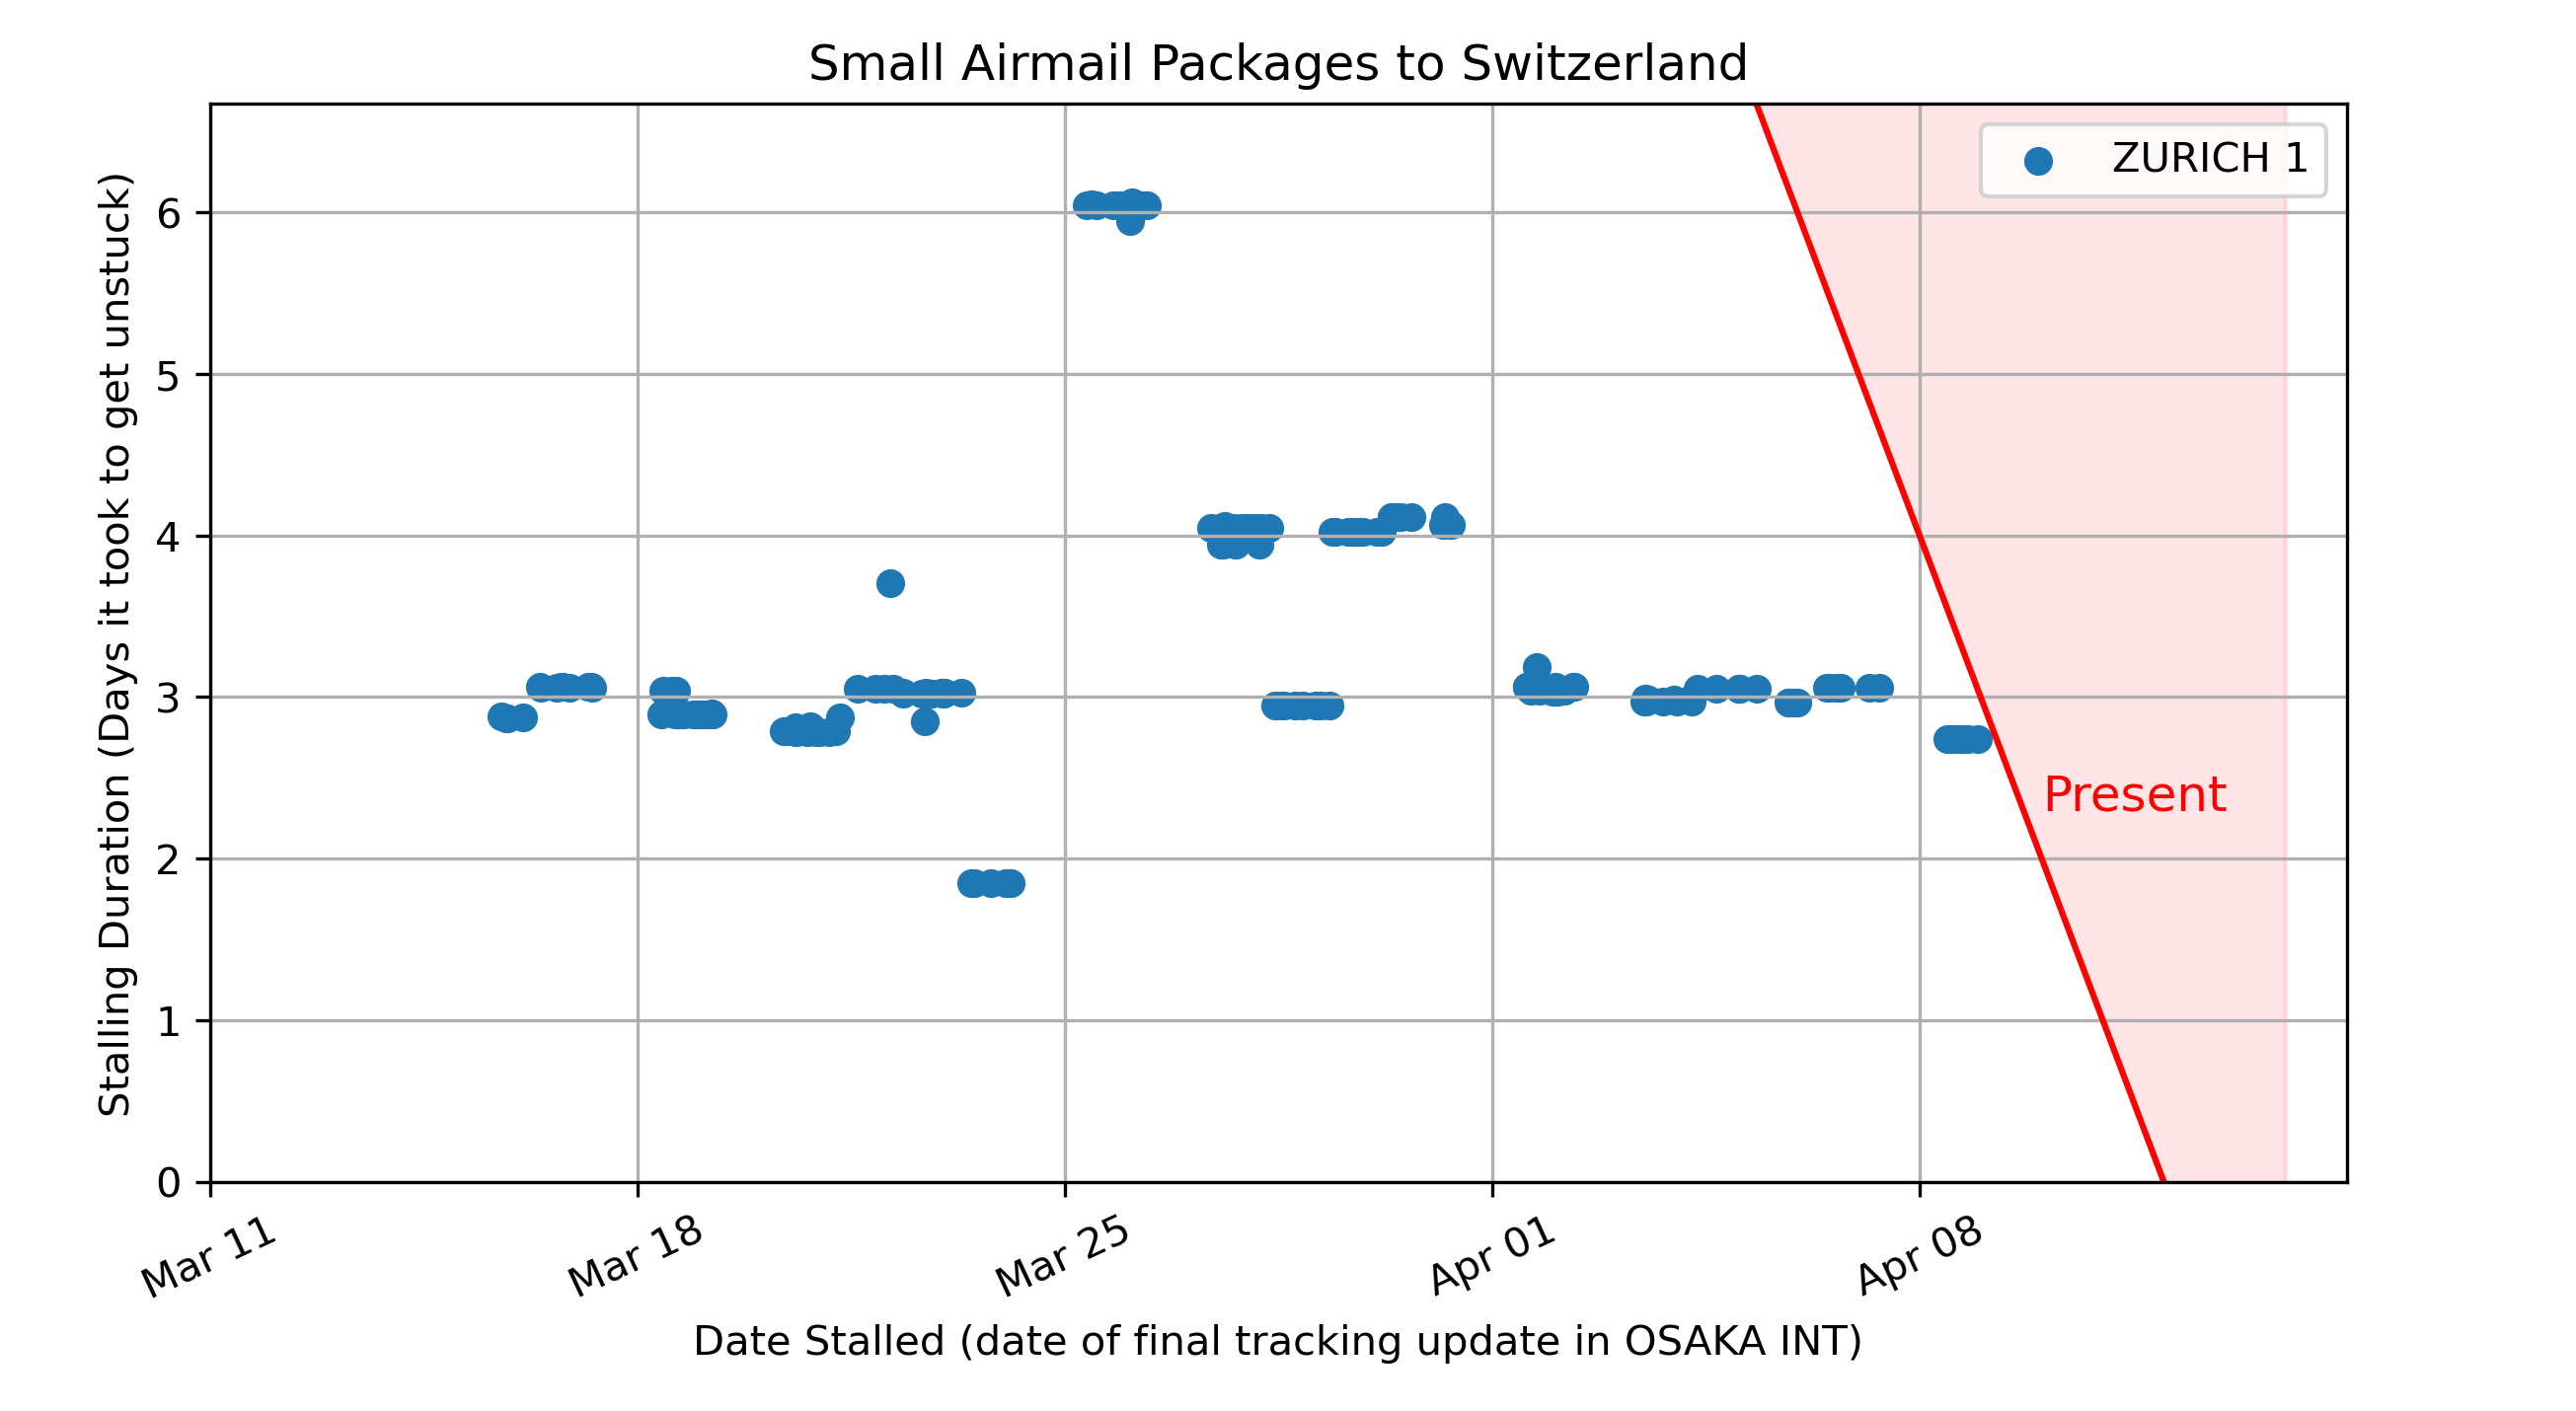 Small Airmail Packages to Switzerland
ZURICH 1
Stalling Duration (Days it took to get unstuck)
6
5
4
3
2
1
0
Present
Mar 11
Mar 18
Mar 25
Apr 01
Apr 08
Date Stalled (date of final tracking update in OSAKA INT)